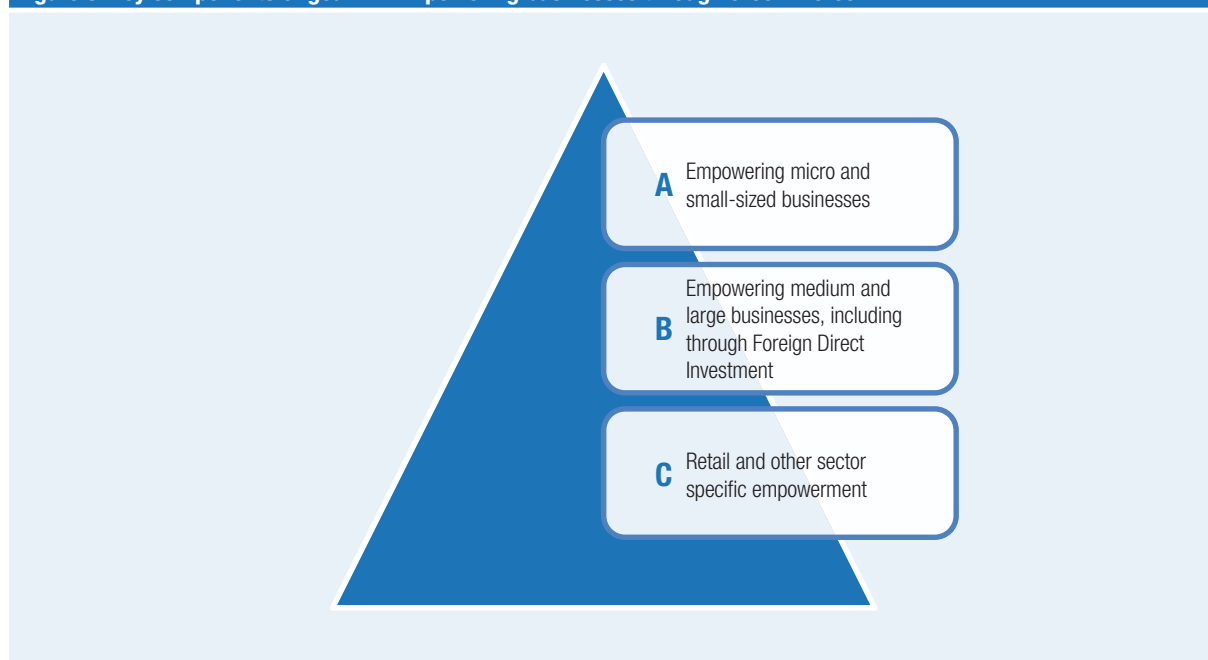 A
Empowering micro and
small-sized businesses
B
Empowering medium and
large businesses, including
through Foreign Direct
Investment
C
Retail and other sector
specific empowerment